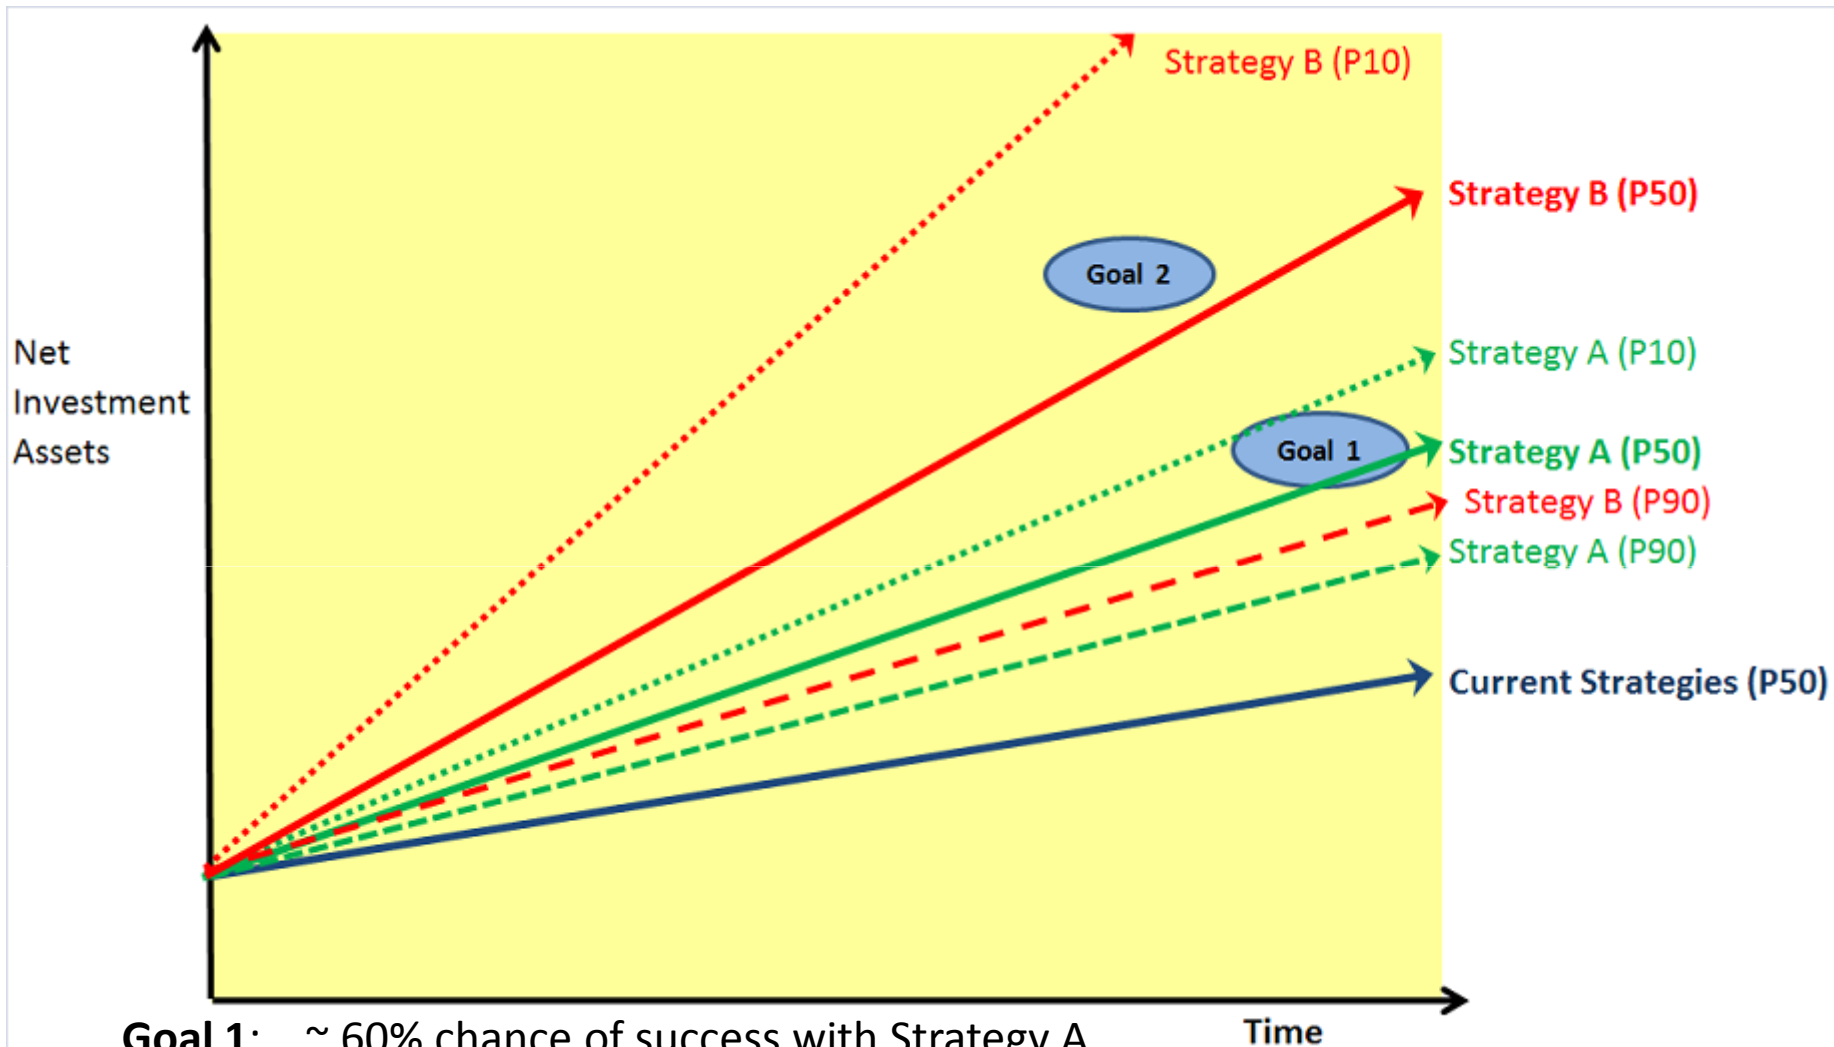 Strategy B (P10)
Strategy B (P50)
Goal 2
Net
Investment
Assets
Strategy A (P10)
Goal 1
Strategy A (P50)
Strategy B (P90)
Strategy A (P90)
Current Strategies (P50)
Time
Goal 1: ~ 60% chance of success with Strategy A